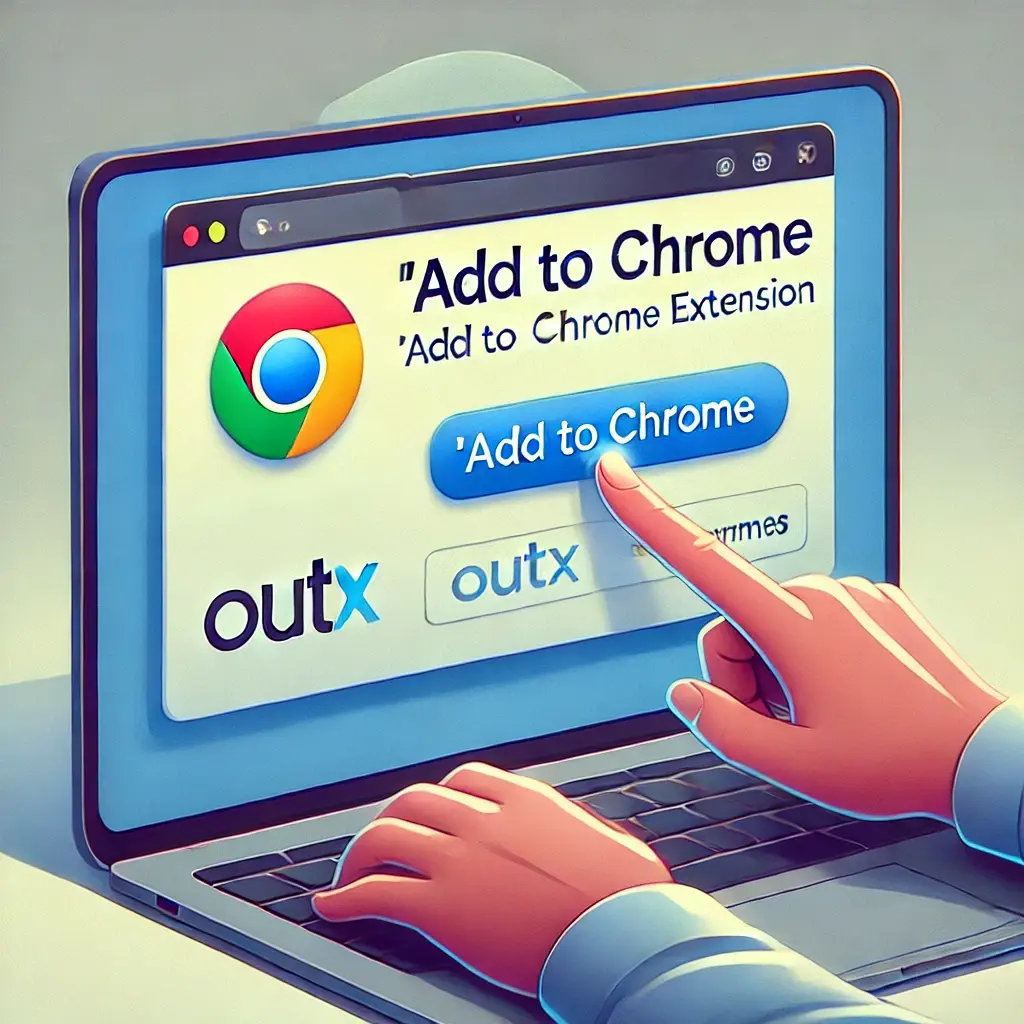 "Add to Chrome
'Add to Chrome Extension
'Add to Chrome
outx
outx